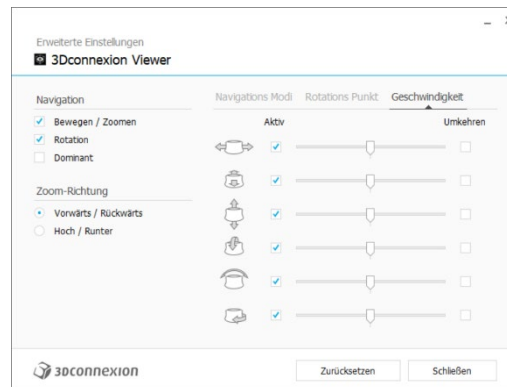 Erweiterte Einstellungen
3Dconnexion Viewer
Navigation
Bewegen / Zoomen
Rotation
Dominant
Zoom-Richtung
Vorwärts / Rückwärts
Hoch / Runter
Navigations Modi Rotations Punkt Geschwindigkeit
Aktiv Umkehren
3Dconnexion
Zurücksetzen Schließen